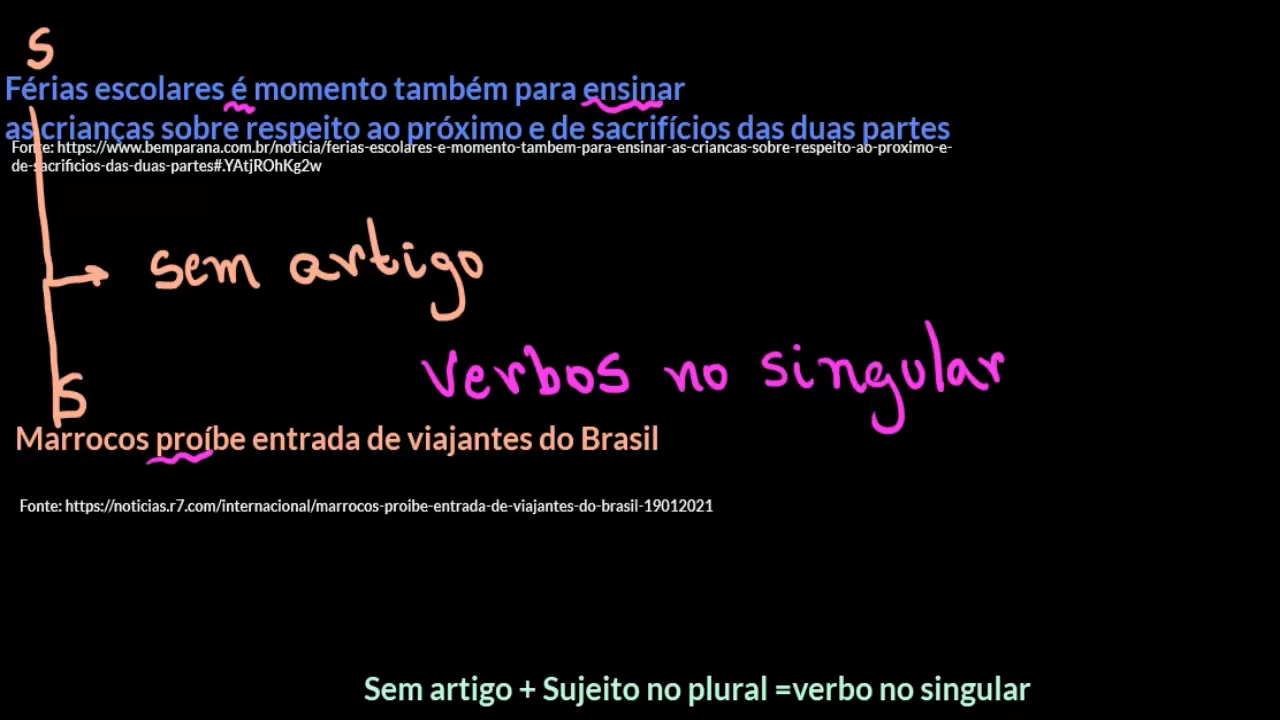 S
Férias escolares é momento também para ensinar
as crianças sobre respeito ao próximo e de sacrifícios das duas partes
Fonte: https://www.bemparana.com.br/noticia/ferias-escolares-e-momento-tambem-para-ensinar-as-criancas-sobre-respeito-ao-proximo-e-
de-sacrificios-das-duas-partes#.YAtjROhKg2w
sem artigo
verbos no singular
S
Marrocos proíbe entrada de viajantes do Brasil
Fonte: https://noticias.r7.com/internacional/marrocos-proibe-entrada-de-viajantes-do-brasil-19012021
Sem artigo + Sujeito no plural =verbo no singular